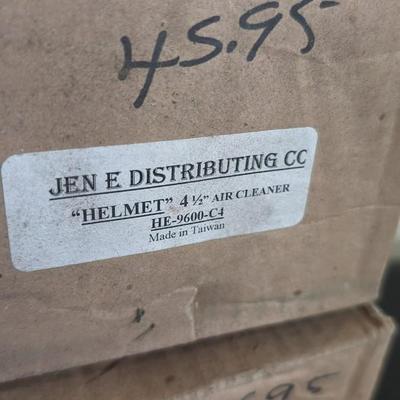 45.95
JEN E DISTRIBUTING CC
“HELMET” 4 ½” AIR CLEANER
HE-9600-C4
Made in Taiwan